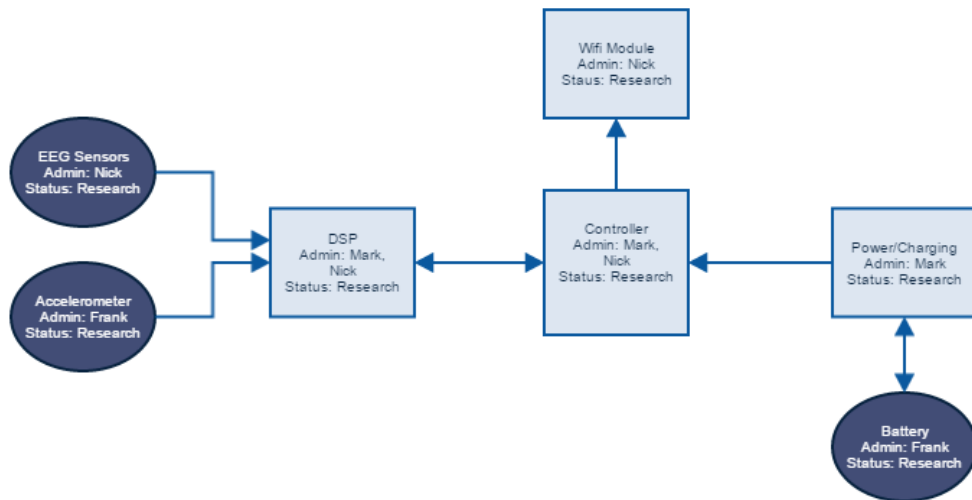 Wifi Module
Admin: Nick
Staus: Research
EEG Sensors
Admin: Nick
Status: Research
DSP
Admin: Mark,
Nick
Status: Research
Controller
Admin: Mark,
Nick
Status: Research
Power/Charging
Admin: Mark
Status: Research
Accelerometer
Admin: Frank
Status: Research
Battery
Admin: Frank
Status: Research